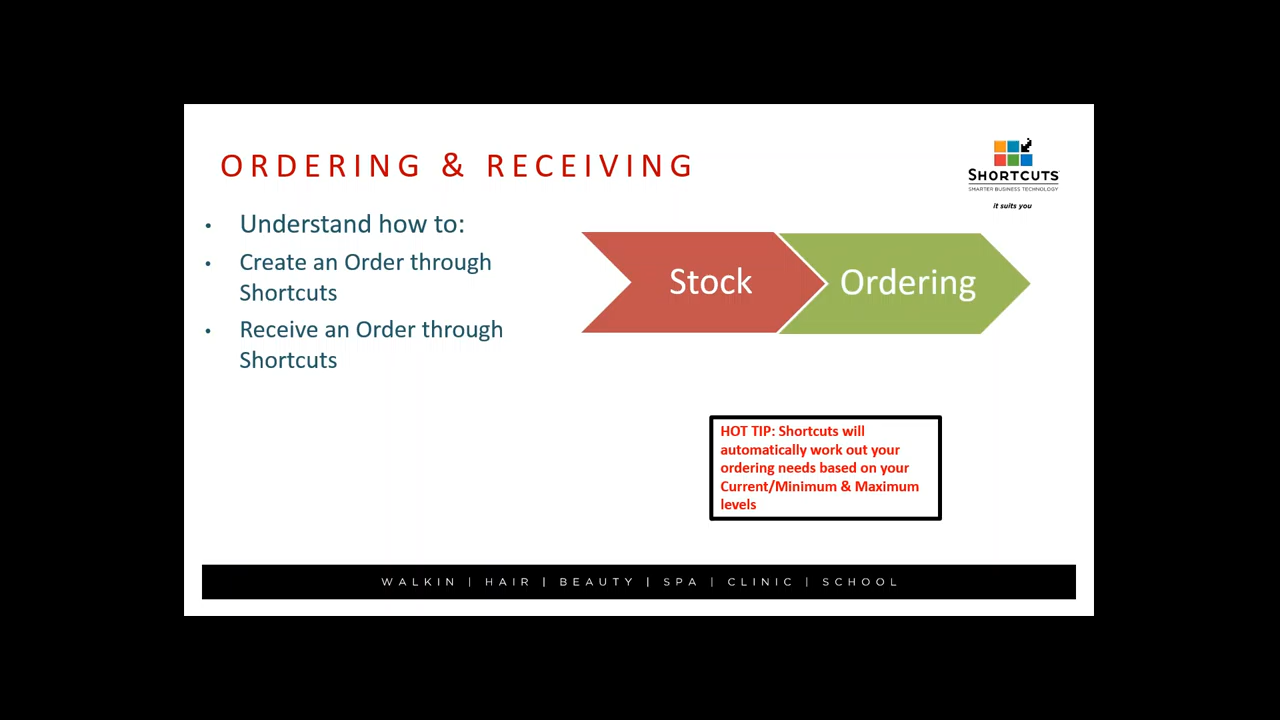 ORDERING & RECEIVING
SHORTCUTS
SMARTER BUSINESS TECHNOLOGY
it suits you
• Understand how to:
• Create an Order through
Shortcuts
• Receive an Order through
Shortcuts
Stock
Ordering
HOT TIP: Shortcuts will
automatically work out your
ordering needs based on your
Current/Minimum & Maximum
levels
WALKIN | HAIR | BEAUTY | SPA | CLINIC | SCHOOL